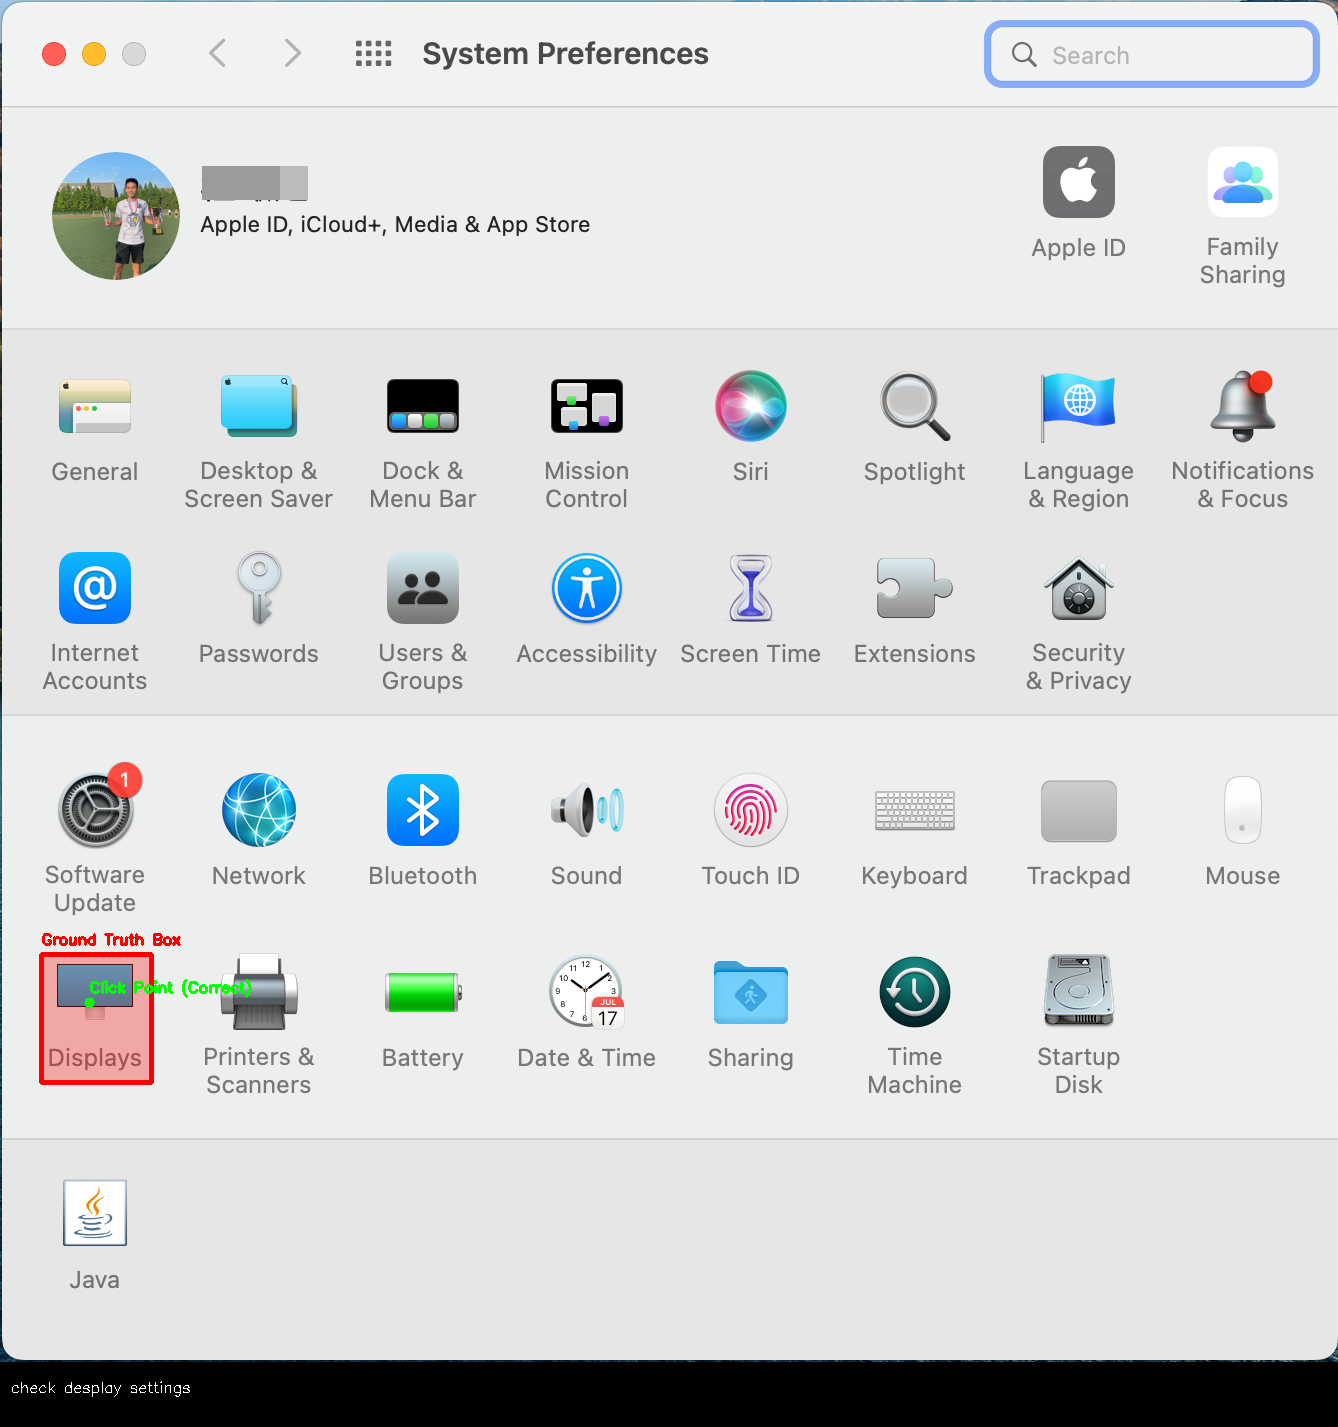 System Preferences
Search
Apple ID, iCloud+, Media & App Store
Apple ID
Family
Sharing
General
Desktop &
Screen Saver
Dock &
Menu Bar
Mission
Control
Siri
Spotlight
Language
& Region
Notifications
& Focus
Internet
Accounts
Passwords
Users &
Groups
Accessibility
Screen Time
Extensions
Security
& Privacy
1
Software
Update
Network
Bluetooth
Sound
Touch ID
Keyboard
Trackpad
Mouse
Ground Truth Box
Click Point (Correct)
Displays
Printers &
Scanners
Battery
JUL
17
Date & Time
Sharing
Time
Machine
Startup
Disk
Java
check desplay settings